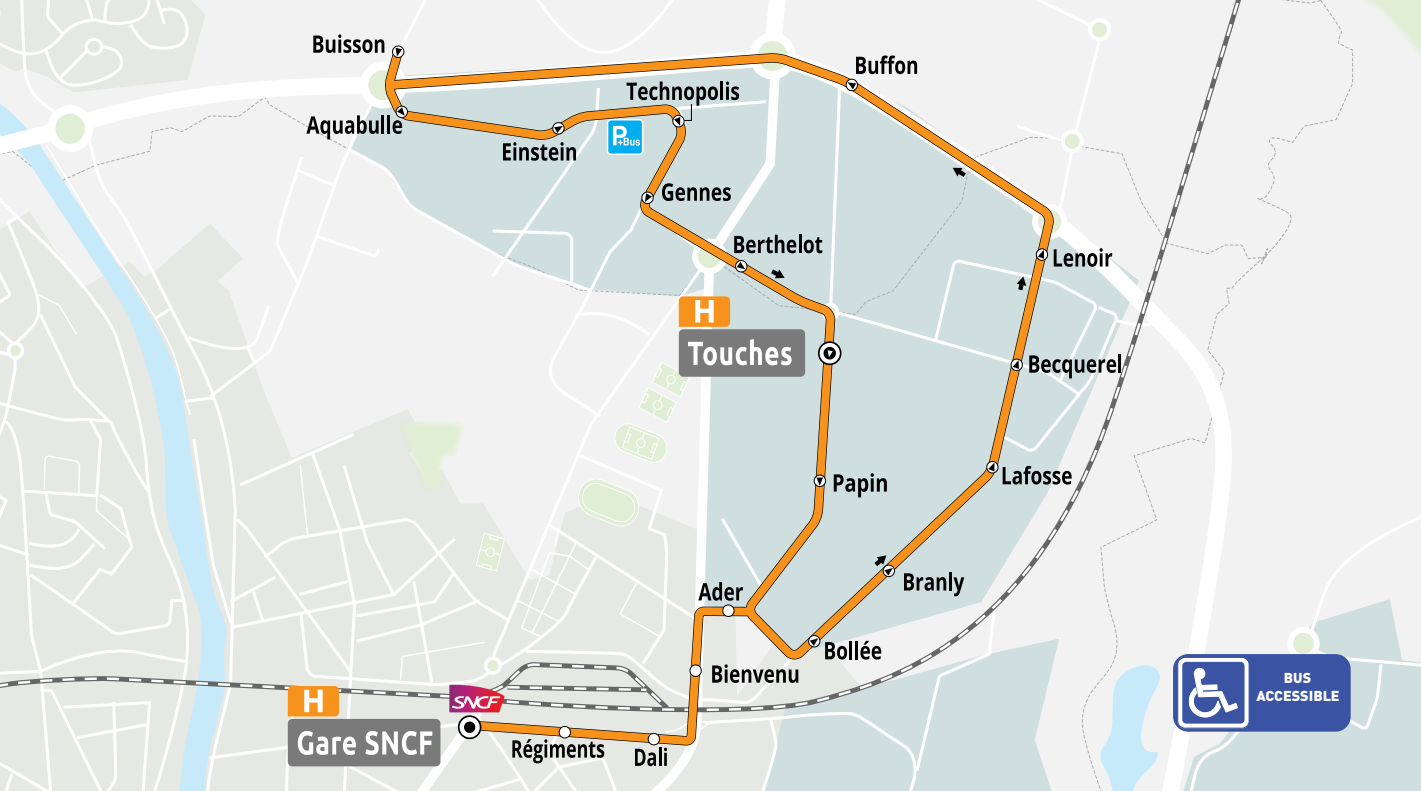 Buisson
Buffon
Technopolis
Aquabulle
P
+Bus
Einstein
Gennes
Berthelot
Lenoir
H
Touches
Becquerel
Lafosse
Papin
Branly
Ader
Bollée
Bienvenu
H
SNCF
Gare SNCF
Régiments
Dali
BUS
ACCESSIBLE